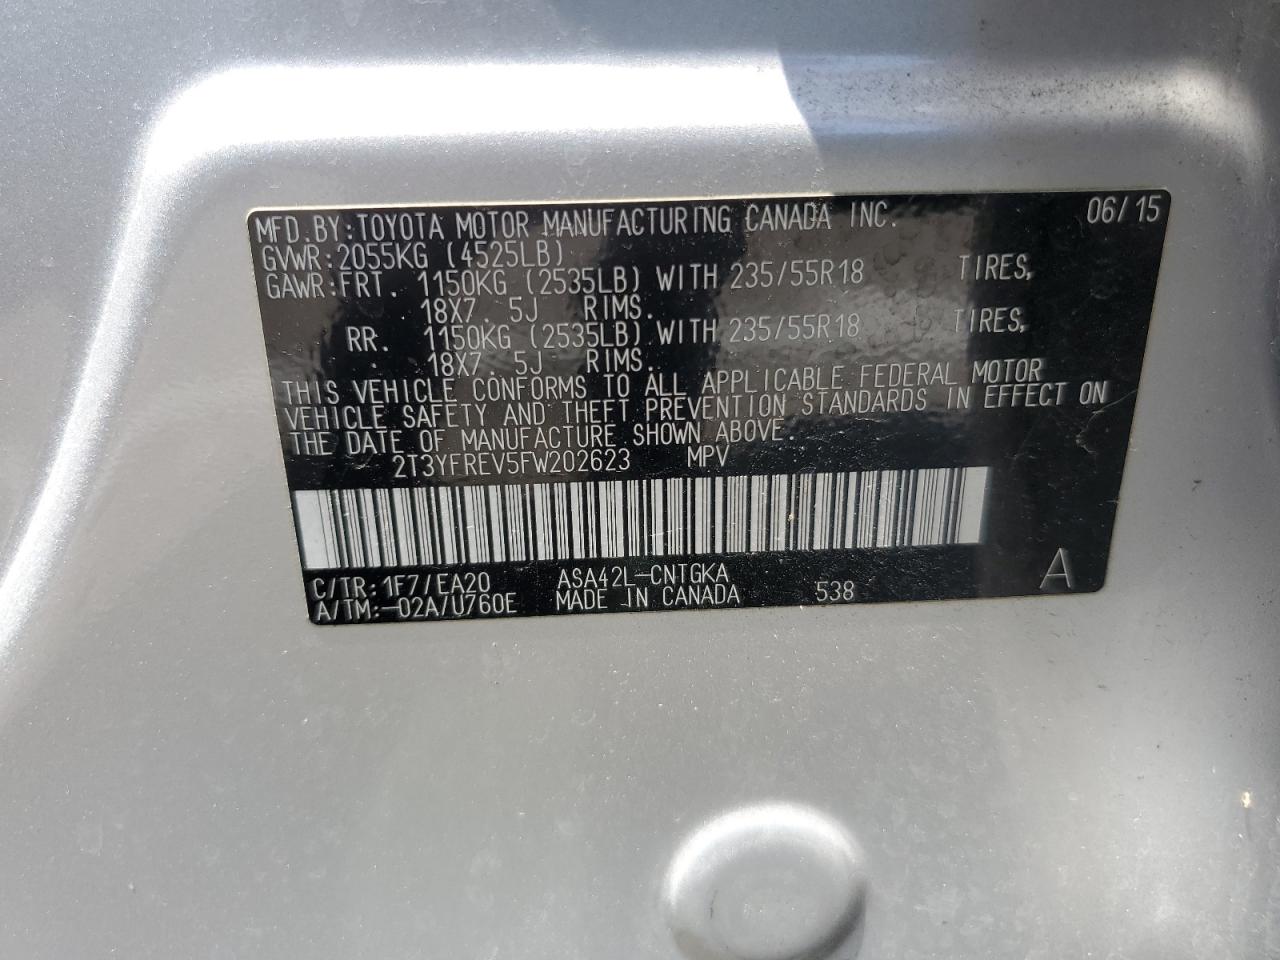 MFD. BY: TOYOTA MOTOR MANUFACTURING CANADA INC. 06/15
GVWR: 2055KG (4525LB)
GAWR: FRT. 1150KG (2535LB) WITH 235/55R18 TIRES,
18X7. 5J RIMS.
RR. 1150KG (2535LB) WITH 235/55R18 TIRES,
18X7. 5J RIMS.
THIS VEHICLE CONFORMS TO ALL APPLICABLE FEDERAL MOTOR
VEHICLE SAFETY AND THEFT PREVENTION STANDARDS IN EFFECT ON
THE DATE OF MANUFACTURE SHOWN ABOVE.
2T3YFREV5FW202623 MPV
C/TR: 1F7/EA20 ASA42L-CNTGKA A
A/TM: -02A/U760E MADE IN CANADA 538